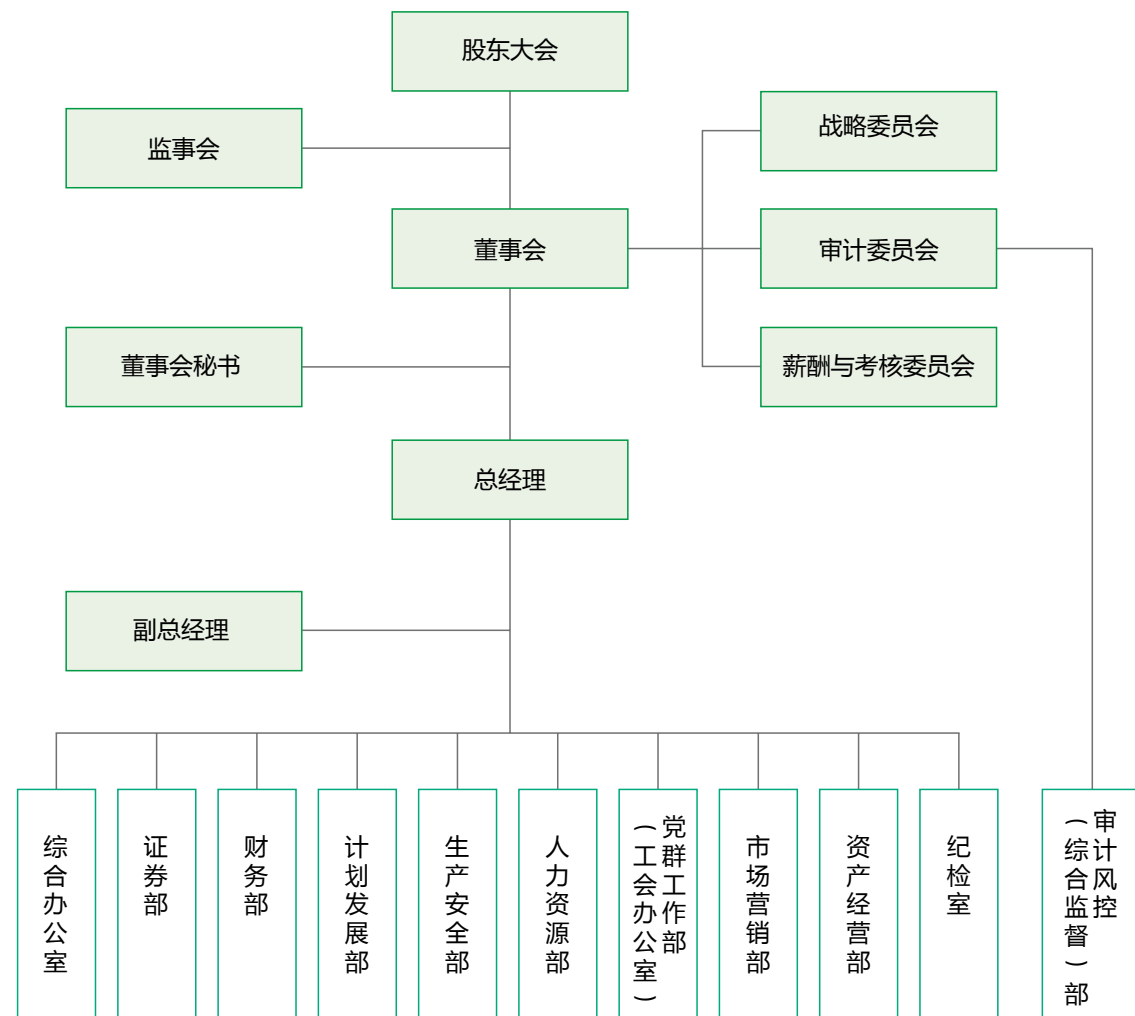 股东大会
监事会
战略委员会
董事会
审计委员会
董事会秘书
薪酬与考核委员会
总经理
副总经理
综合办公室
证券部
财务部
计划发展部
生产安全部
人力资源部
党群工作部
（工会办公室）
市场营销部
资产经营部
纪检室
审计风控
（综合监督）部